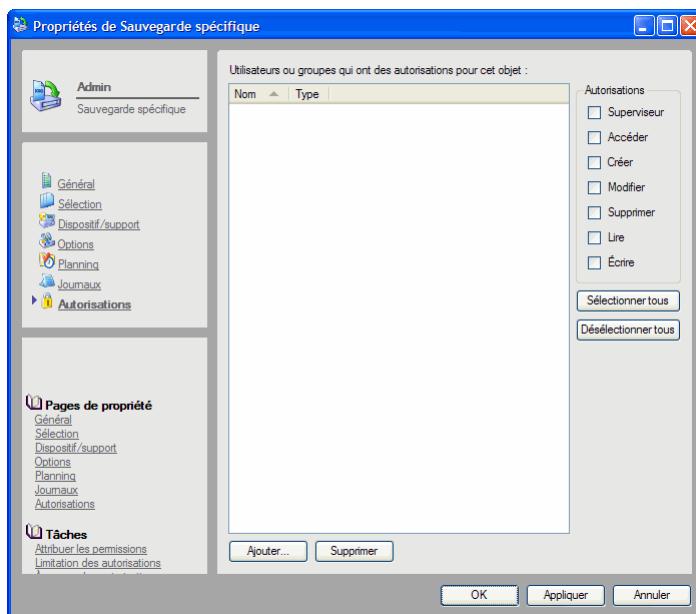 Propriétés de Sauvegarde spécifique
Admin
Sauvegarde spécifique
Général
Sélection
Dispositif/support
Options
Planning
Journaux
Autorisations
Pages de propriété
Général
Sélection
Dispositif/support
Options
Planning
Journaux
Autorisations
Tâches
Attribuer les permissions
Limitation des autorisations
Utilisateurs ou groupes qui ont des autorisations pour cet objet :
Nom Type
Ajouter... Supprimer
Autorisations
Superviseur
Accéder
Créer
Modifier
Supprimer
Lire
Écrire
Sélectionner tous
Désélectionner tous
OK Appliquer Annuler